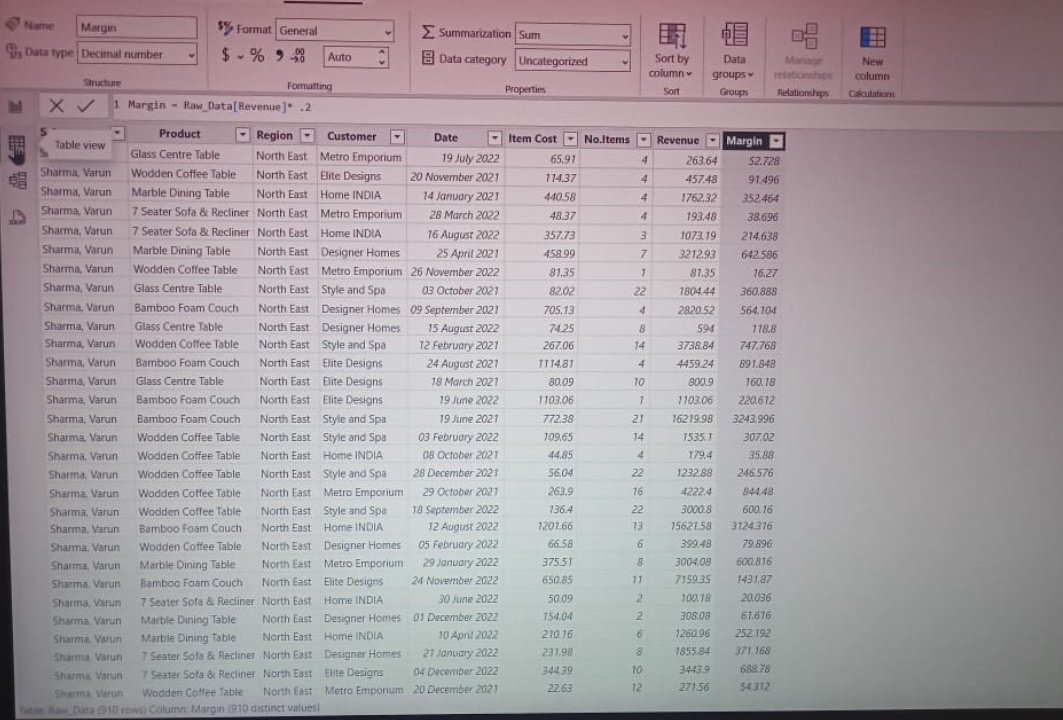 Name Margin $% Format General Σ Summarization Sum
Data type Decimal number $ % 9 .00 Auto Data category Uncategorized Sort by column Data groups Manage relationships New column
Structure Formatting Properties Sort Groups Relationships Calculations
1 Margin = Raw_Data[Revenue]* .2
Table view
S Product Region Customer Date Item Cost No.Items Revenue Margin
Glass Centre Table North East Metro Emporium 19 July 2022 65.91 4 263.64 52.728
Sharma, Varun Wodden Coffee Table North East Elite Designs 20 November 2021 114.37 4 457.48 91.496
Sharma, Varun Marble Dining Table North East Home INDIA 14 January 2021 440.58 4 1762.32 352.464
Sharma, Varun 7 Seater Sofa & Recliner North East Metro Emporium 28 March 2022 48.37 4 193.48 38.696
Sharma, Varun 7 Seater Sofa & Recliner North East Home INDIA 16 August 2022 357.73 3 1073.19 214.638
Sharma, Varun Marble Dining Table North East Designer Homes 25 April 2021 458.99 7 3212.93 642.586
Sharma, Varun Wodden Coffee Table North East Metro Emporium 26 November 2022 81.35 1 81.35 16.27
Sharma, Varun Glass Centre Table North East Style and Spa 03 October 2021 82.02 22 1804.44 360.888
Sharma, Varun Bamboo Foam Couch North East Designer Homes 09 September 2021 705.13 4 2820.52 564.104
Sharma, Varun Glass Centre Table North East Designer Homes 15 August 2022 74.25 8 594 118.8
Sharma, Varun Wodden Coffee Table North East Style and Spa 12 February 2021 267.06 14 3738.84 747.768
Sharma, Varun Bamboo Foam Couch North East Elite Designs 24 August 2021 1114.81 4 4459.24 891.848
Sharma, Varun Glass Centre Table North East Elite Designs 18 March 2021 80.09 10 800.9 160.18
Sharma, Varun Bamboo Foam Couch North East Elite Designs 19 June 2022 1103.06 1 1103.06 220.612
Sharma, Varun Bamboo Foam Couch North East Style and Spa 19 June 2021 772.38 21 16219.98 3243.996
Sharma, Varun Wodden Coffee Table North East Style and Spa 03 February 2022 109.65 14 1535.1 307.02
Sharma, Varun Wodden Coffee Table North East Home INDIA 08 October 2021 44.85 4 179.4 35.88
Sharma, Varun Wodden Coffee Table North East Style and Spa 28 December 2021 56.04 22 1232.88 246.576
Sharma, Varun Wodden Coffee Table North East Metro Emporium 29 October 2021 263.9 16 4222.4 844.48
Sharma, Varun Wodden Coffee Table North East Style and Spa 18 September 2022 136.4 22 3000.8 600.16
Sharma, Varun Bamboo Foam Couch North East Home INDIA 12 August 2022 1201.66 13 15621.58 3124.316
Sharma, Varun Wodden Coffee Table North East Designer Homes 05 February 2022 66.58 6 399.48 79.896
Sharma, Varun Marble Dining Table North East Metro Emporium 29 January 2022 375.51 8 3004.08 600.816
Sharma, Varun Bamboo Foam Couch North East Elite Designs 24 November 2022 650.85 11 7159.35 1431.87
Sharma, Varun 7 Seater Sofa & Recliner North East Home INDIA 30 June 2022 50.09 2 100.18 20.036
Sharma, Varun Marble Dining Table North East Designer Homes 01 December 2022 154.04 2 308.08 61.616
Sharma, Varun Marble Dining Table North East Home INDIA 10 April 2022 210.16 6 1260.96 252.192
Sharma, Varun 7 Seater Sofa & Recliner North East Designer Homes 21 January 2022 231.98 8 1855.84 371.168
Sharma, Varun 7 Seater Sofa & Recliner North East Elite Designs 04 December 2022 344.39 10 3443.9 688.78
Sharma, Varun Wodden Coffee Table North East Metro Emporium 20 December 2021 22.63 12 271.56 54.312
Table: Raw_Data (910 rows) Column: Margin (910 distinct values)